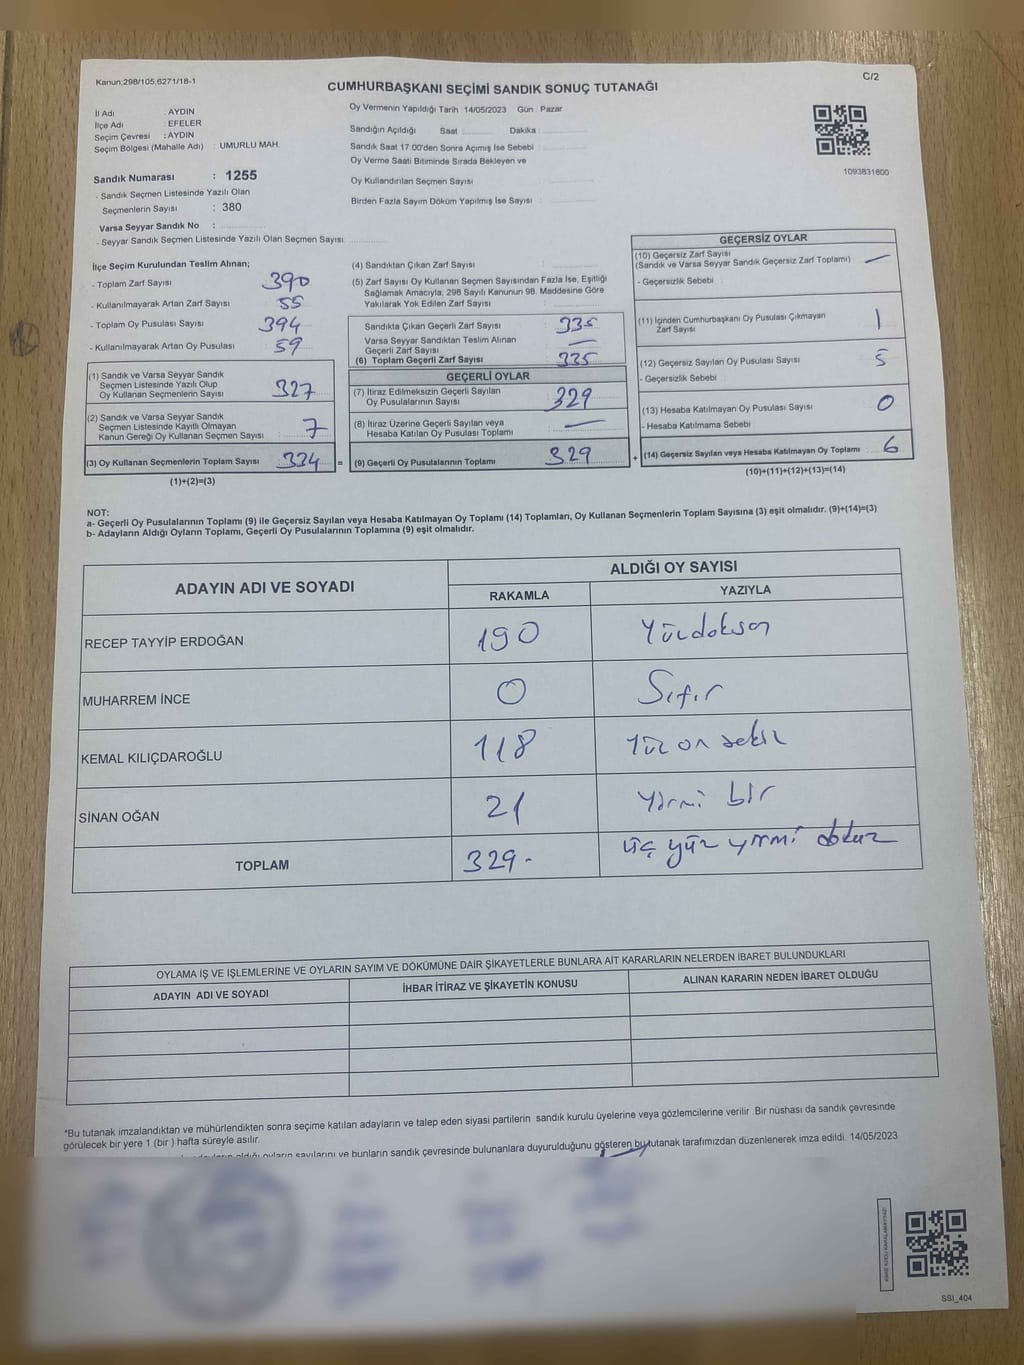 Kanun:298/105.6271/18-1
C/2
CUMHURBAŞKANI SEÇİMİ SANDIK SONUÇ TUTANAĞI
İl Adı : AYDIN
İlçe Adı : EFELER
Seçim Çevresi : AYDIN
Seçim Bölgesi (Mahalle Adı) : UMURLU MAH.
Oy Vermenin Yapıldığı Tarih : 14/05/2023 Gün : Pazar
Sandığın Açıldığı Saat : Dakika :
Sandık Saat 17:00'den Sonra Açımış İse Sebebi :
Oy Verme Saati Bitiminde Sırada Bekleyen ve
Oy Kullandırılan Seçmen Sayısı
Birden Fazla Sayım Döküm Yapılmış İse Sayısı :
1093831800
Sandık Numarası : 1255
- Sandık Seçmen Listesinde Yazılı Olan
Seçmenlerin Sayısı : 380
Varsa Seyyar Sandık No :
- Seyyar Sandık Seçmen Listesinde Yazılı Olan Seçmen Sayısı:
İlçe Seçim Kurulundan Teslim Alınan;
- Toplam Zarf Sayısı 390
- Kullanılmayarak Artan Zarf Sayısı 55
- Toplam Oy Pusulası Sayısı 394
- Kullanılmayarak Artan Oy Pusulası 59
(1) Sandık ve Varsa Seyyar Sandık
Seçmen Listesinde Yazılı Olup
Oy Kullanan Seçmenlerin Sayısı 327
(2) Sandık ve Varsa Seyyar Sandık
Seçmen Listesinde Kayıtlı Olmayan
Kanun Gereği Oy Kullanan Seçmen Sayısı 7
(3) Oy Kullanan Seçmenlerin Toplam Sayısı 334 =
(1)+(2)=(3)
(4) Sandıktan Çıkan Zarf Sayısı :
(5) Zarf Sayısı Oy Kullanan Seçmen Sayısından Fazla İse, Eşitliği
Sağlamak Amacıyla, 298 Sayılı Kanunun 98. Maddesine Göre
Yakılarak Yok Edilen Zarf Sayısı :
Sandıkta Çıkan Geçerli Zarf Sayısı 335
Varsa Seyyar Sandıktan Teslim Alınan
Geçerli Zarf Sayısı —
(6) Toplam Geçerli Zarf Sayısı 335
GEÇERLİ OYLAR
(7) İtiraz Edilmeksizin Geçerli Sayılan
Oy Pusulalarının Sayısı 329
(8) İtiraz Üzerine Geçerli Sayılan veya
Hesaba Katılan Oy Pusulası Toplamı —
(9) Geçerli Oy Pusulalarının Toplamı 329 +
GEÇERSİZ OYLAR
(10) Geçersiz Zarf Sayısı
(Sandık ve Varsa Seyyar Sandık Geçersiz Zarf Toplamı) —
- Geçersizlik Sebebi :
(11) İçinden Cumhurbaşkanı Oy Pusulası Çıkmayan
Zarf Sayısı 1
(12) Geçersiz Sayılan Oy Pusulası Sayısı 5
- Geçersizlik Sebebi :
(13) Hesaba Katılmayan Oy Pusulası Sayısı 0
- Hesaba Katılmama Sebebi
(14) Geçersiz Sayılan veya Hesaba Katılmayan Oy Toplamı 6
(10)+(11)+(12)+(13)=(14)
NOT:
a- Geçerli Oy Pusulalarının Toplamı (9) ile Geçersiz Sayılan veya Hesaba Katılmayan Oy Toplamı (14) Toplamları, Oy Kullanan Seçmenlerin Toplam Sayısına (3) eşit olmalıdır. (9)+(14)=(3)
b- Adayların Aldığı Oyların Toplamı, Geçerli Oy Pusulalarının Toplamına (9) eşit olmalıdır.
ADAYIN ADI VE SOYADI
ALDIĞI OY SAYISI
RAKAMLA YAZIYLA
RECEP TAYYİP ERDOĞAN 190 Yüzdoksan
MUHARREM İNCE 0 Sıfır
KEMAL KILIÇDAROĞLU 118 Yüz on sekiz
SİNAN OĞAN 21 Yirmi bir
TOPLAM 329- üç yüz yirmi dokuz
OYLAMA İŞ VE İŞLEMLERİNE VE OYLARIN SAYIM VE DÖKÜMÜNE DAİR ŞİKAYETLERLE BUNLARA AİT KARARLARIN NELERDEN İBARET BULUNDUKLARI
ADAYIN ADI VE SOYADI İHBAR İTİRAZ VE ŞİKAYETİN KONUSU ALINAN KARARIN NEDEN İBARET OLDUĞU
*Bu tutanak imzalandıktan ve mühürlendikten sonra seçime katılan adayların ve talep eden siyasi partilerin sandık kurulu üyelerine veya gözlemcilerine verilir .Bir nüshası da sandık çevresinde
görülecek bir yere 1 (bir ) hafta süreyle asılır.
oldığı oyların sayılarını ve bunların sandık çevresinde bulunanlara duyurulduğunu gösteren bu tutanak tarafımızdan düzenlenerek imza edildi. 14/05/2023
SSI_404